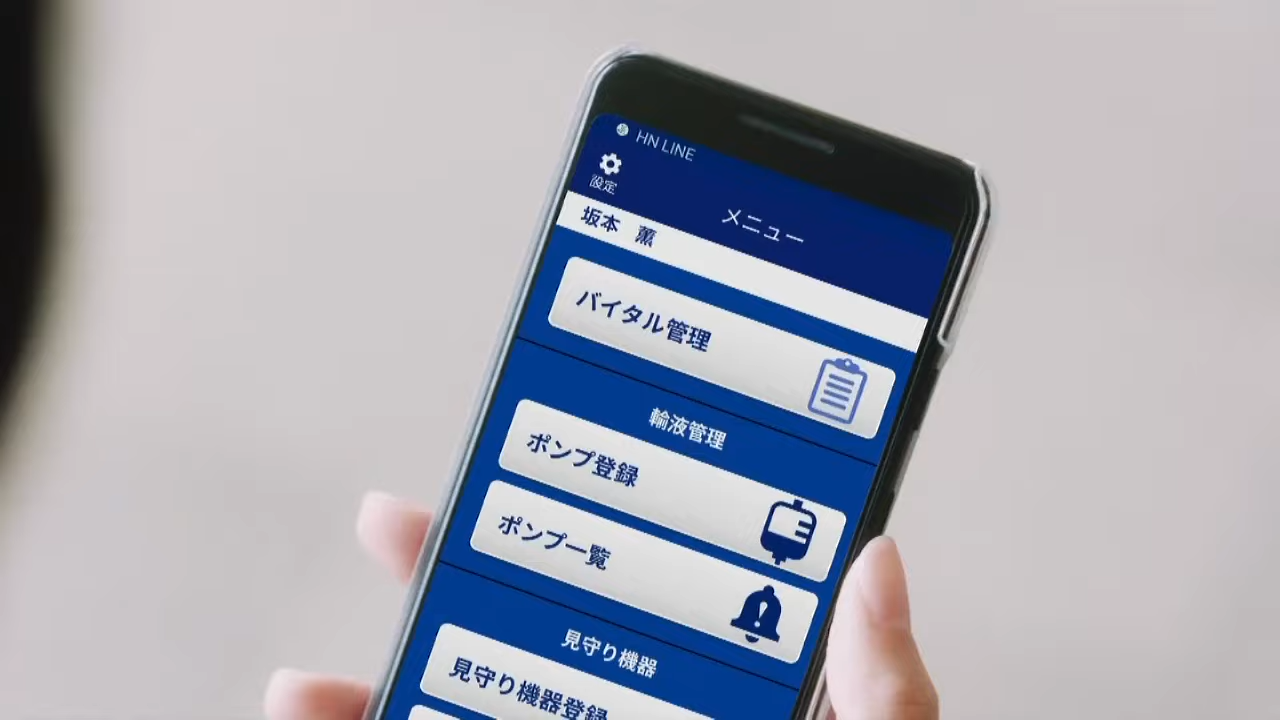 HN LINE
設定
メニュー
坂本 薫
バイタル管理
輸液管理
ポンプ登録
ポンプ一覧
見守り機器
見守り機器登録